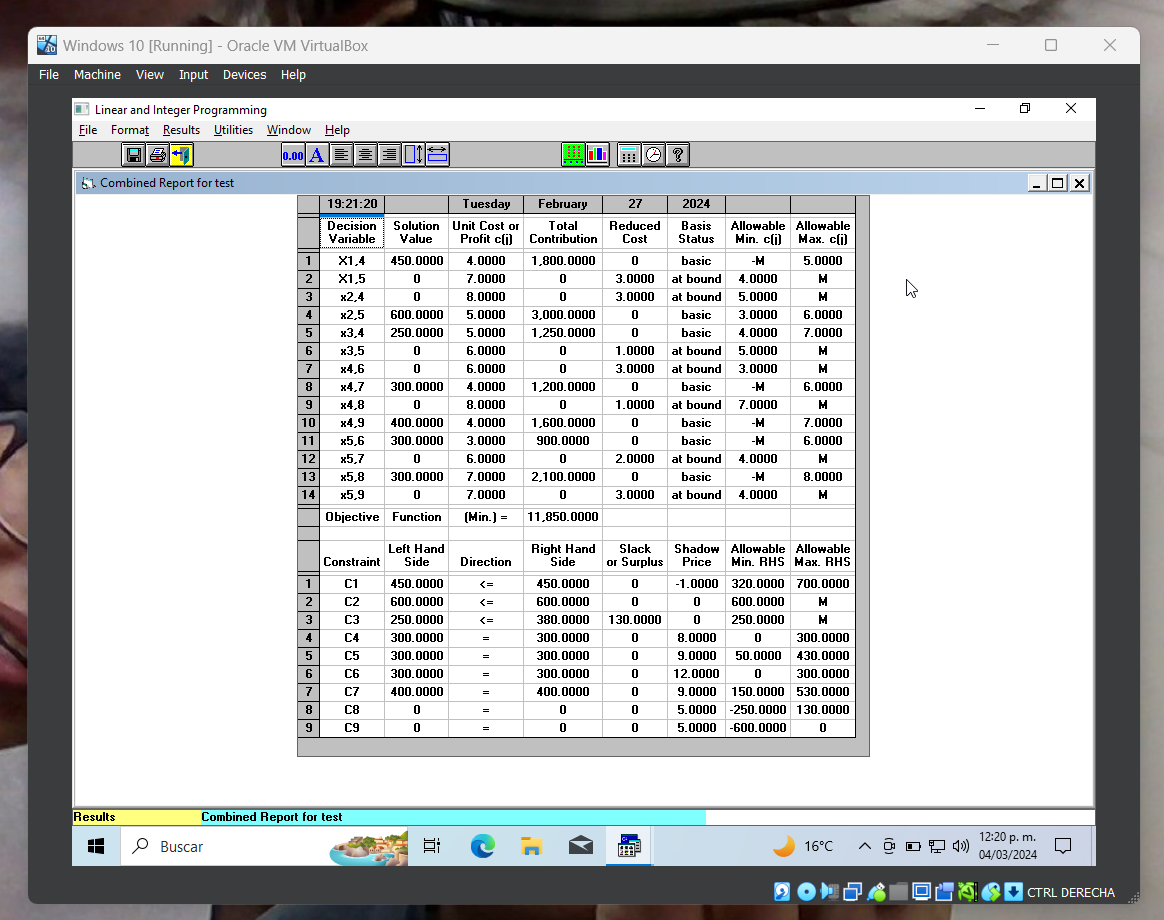 Windows 10 [Running] - Oracle VM VirtualBox
File Machine View Input Devices Help
Linear and Integer Programming
File Format Results Utilities Window Help
0.00 A
Combined Report for test
19:21:20 Tuesday February 27 2024
Decision Solution Unit Cost or Total Reduced Basis Allowable Allowable
Variable Value Profit c(j) Contribution Cost Status Min. c(j) Max. c(j)
1 X1,4 450.0000 4.0000 1,800.0000 0 basic -M 5.0000
2 X1,5 0 7.0000 0 3.0000 at bound 4.0000 M
3 x2,4 0 8.0000 0 3.0000 at bound 5.0000 M
4 x2,5 600.0000 5.0000 3,000.0000 0 basic 3.0000 6.0000
5 x3,4 250.0000 5.0000 1,250.0000 0 basic 4.0000 7.0000
6 x3,5 0 6.0000 0 1.0000 at bound 5.0000 M
7 x4,6 0 6.0000 0 3.0000 at bound 3.0000 M
8 x4,7 300.0000 4.0000 1,200.0000 0 basic -M 6.0000
9 x4,8 0 8.0000 0 1.0000 at bound 7.0000 M
10 x4,9 400.0000 4.0000 1,600.0000 0 basic -M 7.0000
11 x5,6 300.0000 3.0000 900.0000 0 basic -M 6.0000
12 x5,7 0 6.0000 0 2.0000 at bound 4.0000 M
13 x5,8 300.0000 7.0000 2,100.0000 0 basic -M 8.0000
14 x5,9 0 7.0000 0 3.0000 at bound 4.0000 M
Objective Function (Min.) = 11,850.0000
Left Hand Right Hand Slack Shadow Allowable Allowable
Constraint Side Direction Side or Surplus Price Min. RHS Max. RHS
1 C1 450.0000 <= 450.0000 0 -1.0000 320.0000 700.0000
2 C2 600.0000 <= 600.0000 0 0 600.0000 M
3 C3 250.0000 <= 380.0000 130.0000 0 250.0000 M
4 C4 300.0000 = 300.0000 0 8.0000 0 300.0000
5 C5 300.0000 = 300.0000 0 9.0000 50.0000 430.0000
6 C6 300.0000 = 300.0000 0 12.0000 0 300.0000
7 C7 400.0000 = 400.0000 0 9.0000 150.0000 530.0000
8 C8 0 = 0 0 5.0000 -250.0000 130.0000
9 C9 0 = 0 0 5.0000 -600.0000 0
Results Combined Report for test
Buscar
16°C
12:20 p. m.
04/03/2024
CTRL DERECHA